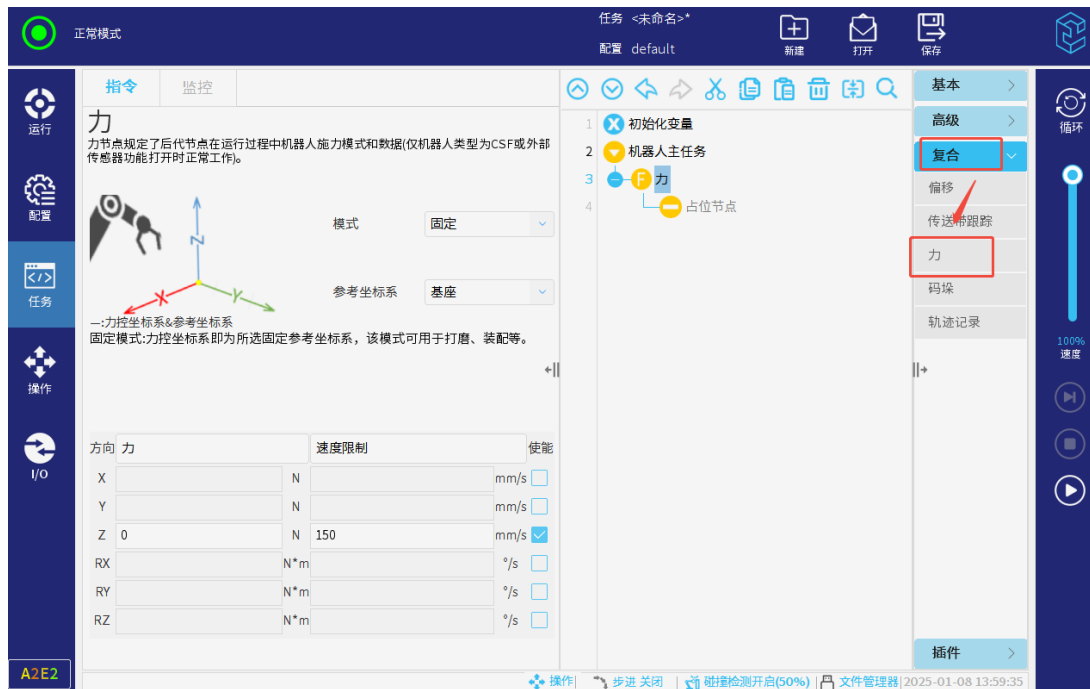 正常模式
任务 <未命名>*
配置 default
新建
打开
保存
运行
配置
任务
操作
I/O
A2E2
指令
监控
力
力节点规定了后代节点在运行过程中机器人施力模式和数据(仅机器人类型为CSF或外部
传感器功能打开时正常工作)。
Z
X
Y
模式
固定
参考坐标系
基座
—:力控坐标系&参考坐标系
固定模式:力控坐标系即为所选固定参考坐标系，该模式可用于打磨、装配等。
方向 力 速度限制 使能
X N mm/s
Y N mm/s
Z 0 N 150 mm/s
RX N*m °/s
RY N*m °/s
RZ N*m °/s
1 初始化变量
2 机器人主任务
3 F 力
4 占位节点
基本
高级
复合
偏移
传送带跟踪
力
码垛
轨迹记录
插件
循环
100%
速度
操作 步进 关闭 碰撞检测开启(50%) 文件管理器 2025-01-08 13:59:35